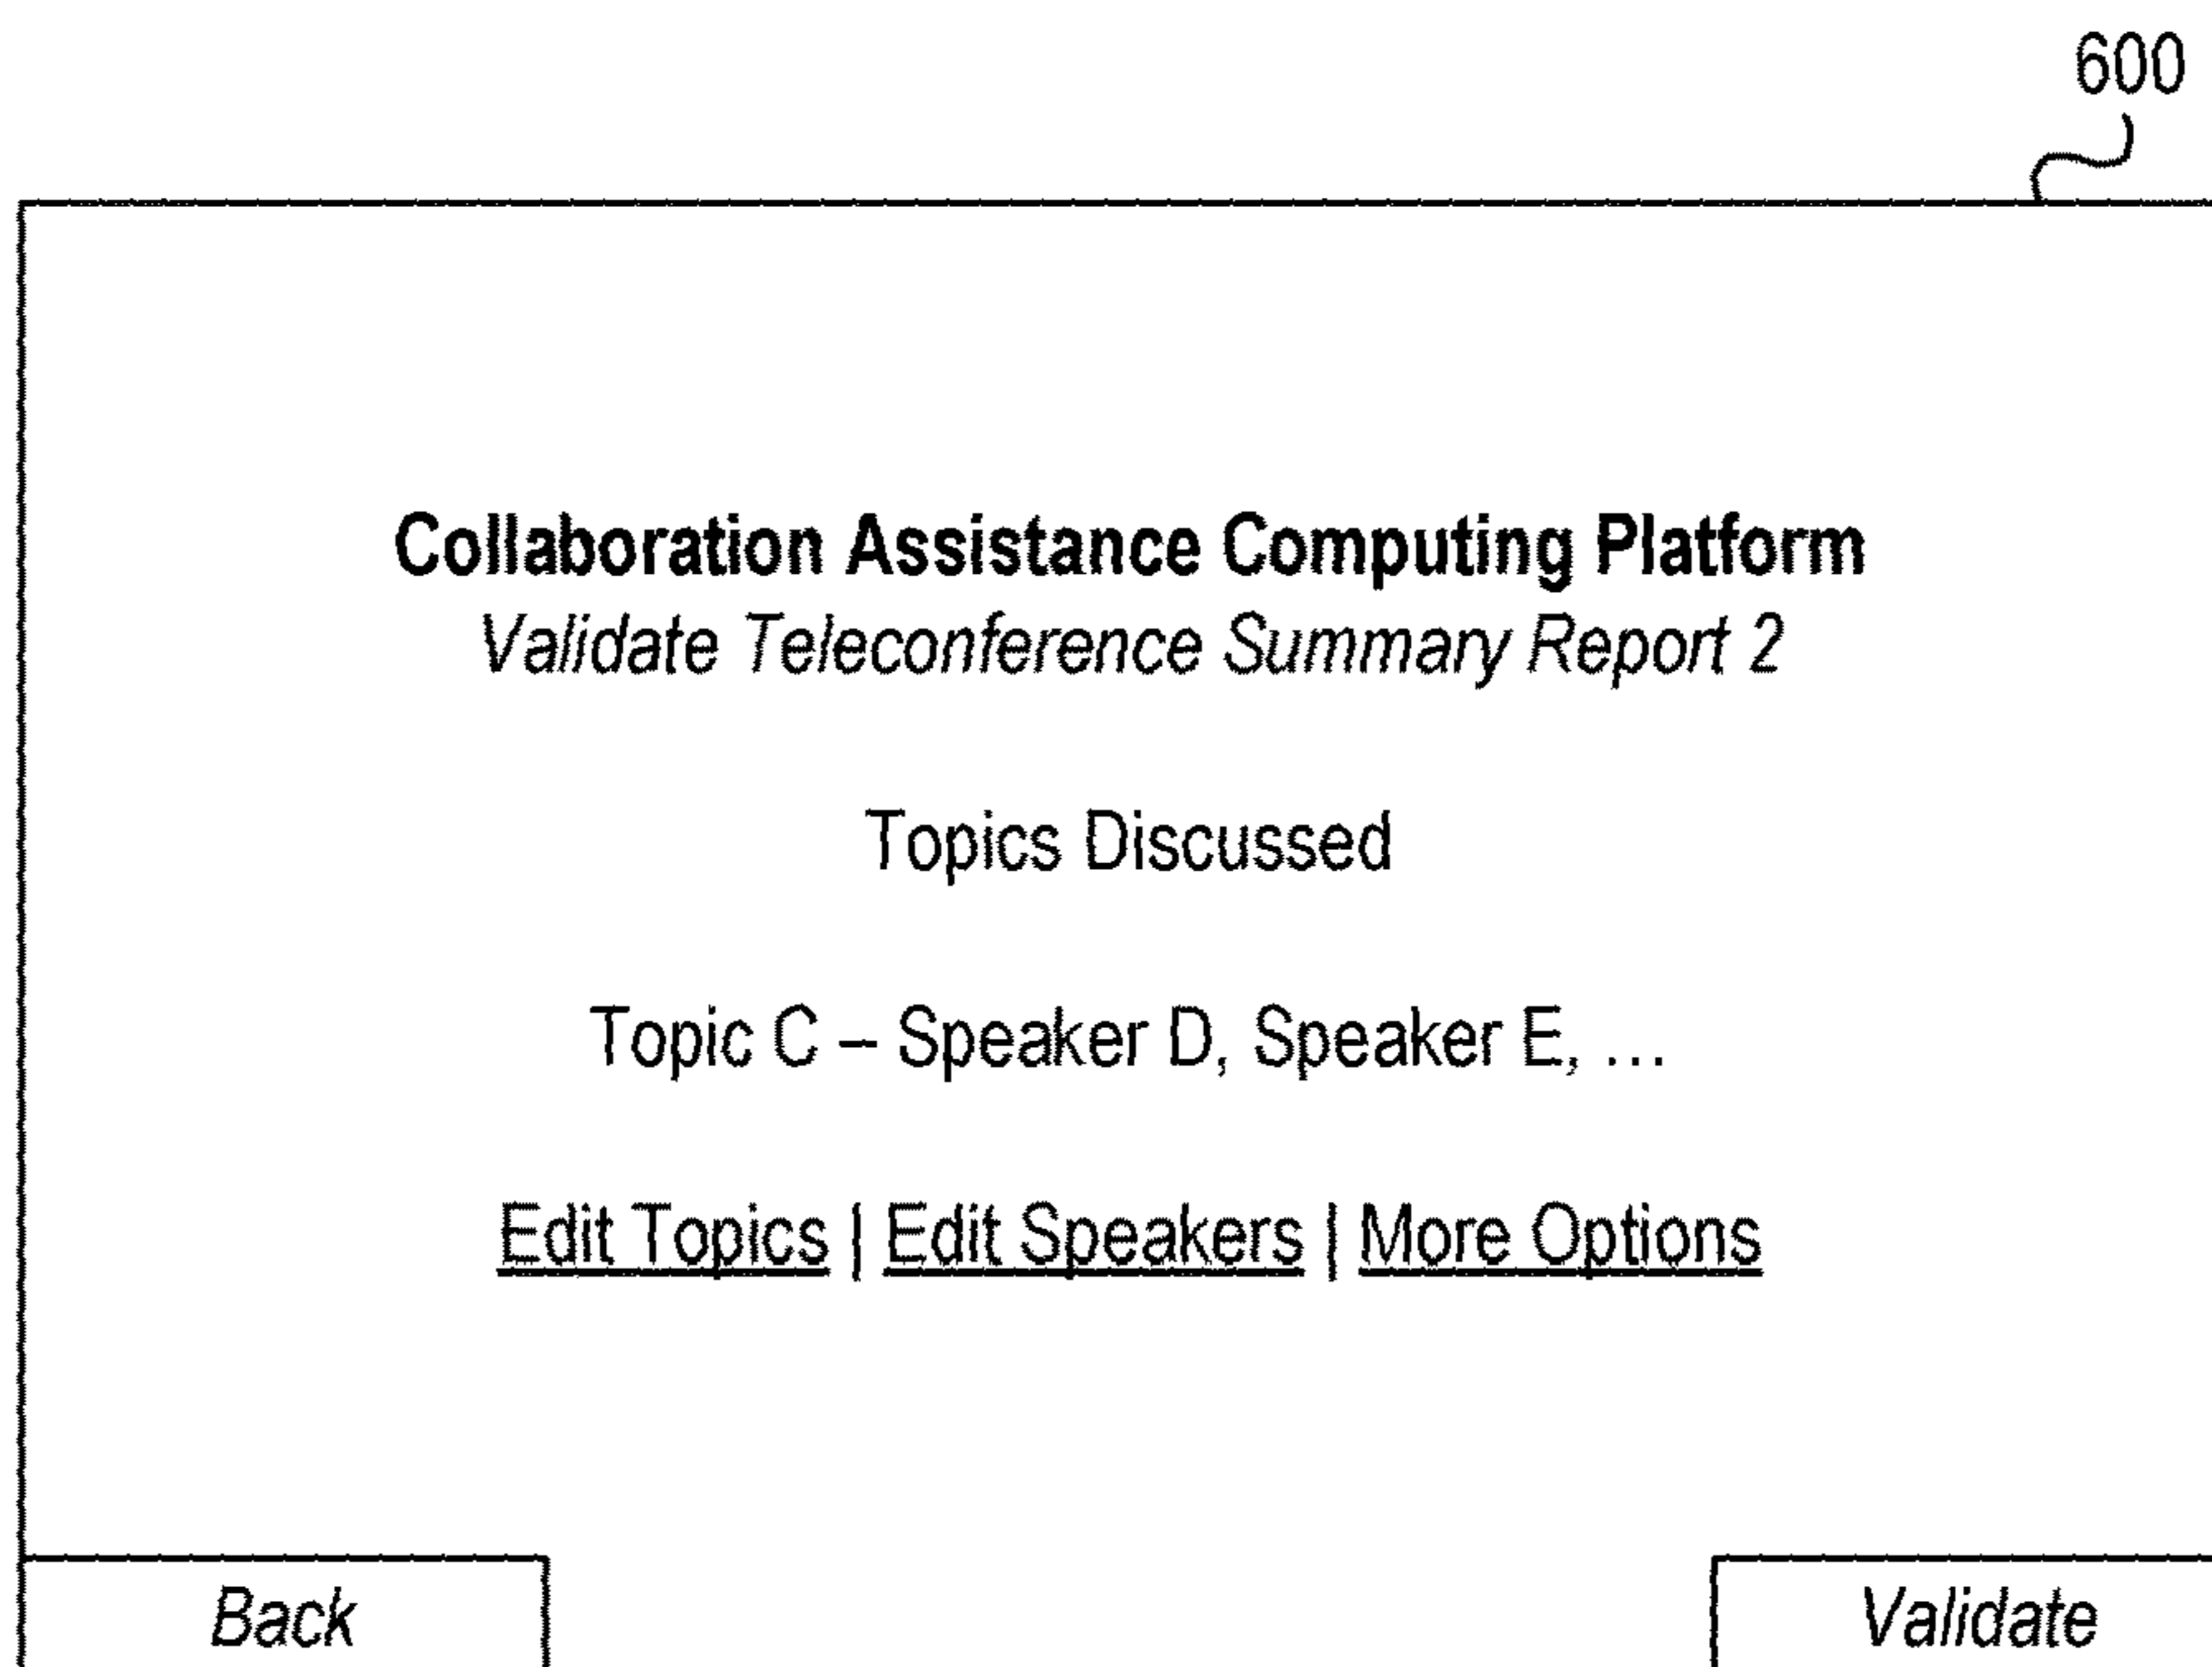 600
Collaboration Assistance Computing Platform
Validate Teleconference Summary Report 2
Topics Discussed
Topic C – Speaker D, Speaker E, ...
Edit Topics | Edit Speakers | More Options
Back
Validate